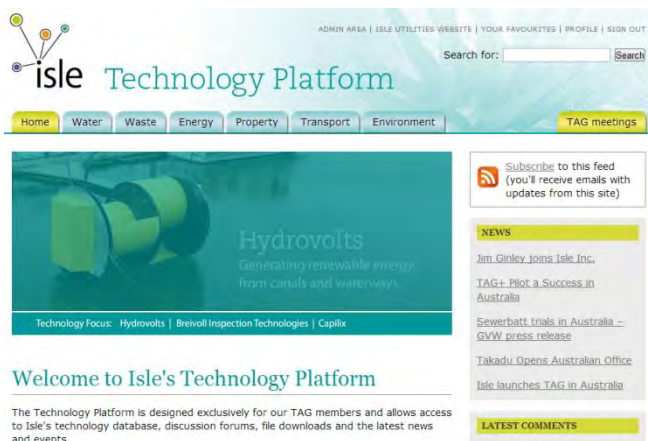 ADMIN AREA | ISLE UTILITIES WEBSITE | YOUR FAVOURITES | PROFILE | SIGN OUT
Search for: Search
isle Technology Platform
Home Water Waste Energy Property Transport Environment TAG meetings
Hydrovolts
Generating renewable energy
from canals and waterways
Technology Focus: Hydrovolts | Breivoll Inspection Technologies | Capilix
Welcome to Isle's Technology Platform
The Technology Platform is designed exclusively for our TAG members and allows access
to Isle's technology database, discussion forums, file downloads and the latest news
and events.
Subscribe to this feed
(you'll receive emails with
updates from this site)
NEWS
Jim Ginley joins Isle Inc.
TAG+ Pilot a Success in
Australia
Sewerbatt trials in Australia –
GVW press release
Takadu Opens Australian Office
Isle launches TAG in Australia
LATEST COMMENTS